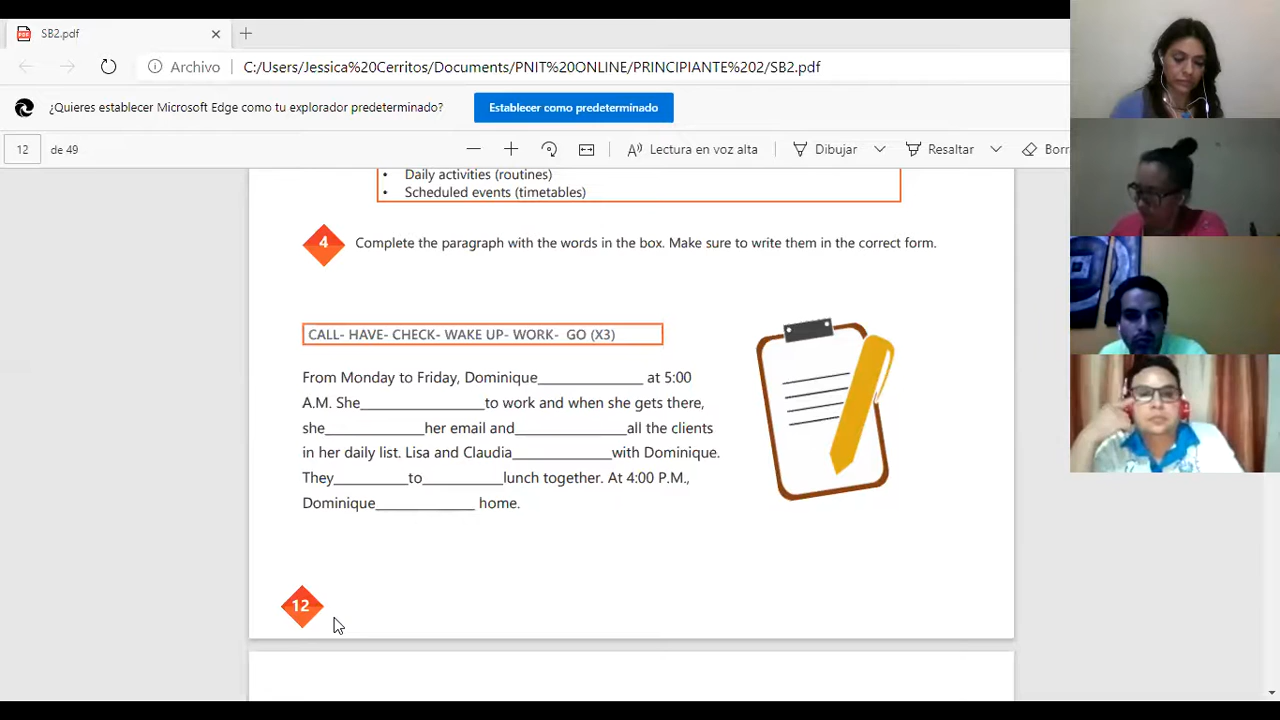 SB2.pdf
Archivo C:/Users/Jessica%20Cerritos/Documents/PNIT%20ONLINE/PRINCIPIANTE%202/SB2.pdf
¿Quieres establecer Microsoft Edge como tu explorador predeterminado? Establecer como predeterminado
12 de 49 Lectura en voz alta Dibujar Resaltar Borr
• Daily activities (routines)
• Scheduled events (timetables)
4 Complete the paragraph with the words in the box. Make sure to write them in the correct form.
CALL- HAVE- CHECK- WAKE UP- WORK- GO (X3)
From Monday to Friday, Dominique______________ at 5:00
A.M. She________________to work and when she gets there,
she_____________her email and_______________all the clients
in her daily list. Lisa and Claudia_____________with Dominique.
They__________to___________lunch together. At 4:00 P.M.,
Dominique_____________ home.
12